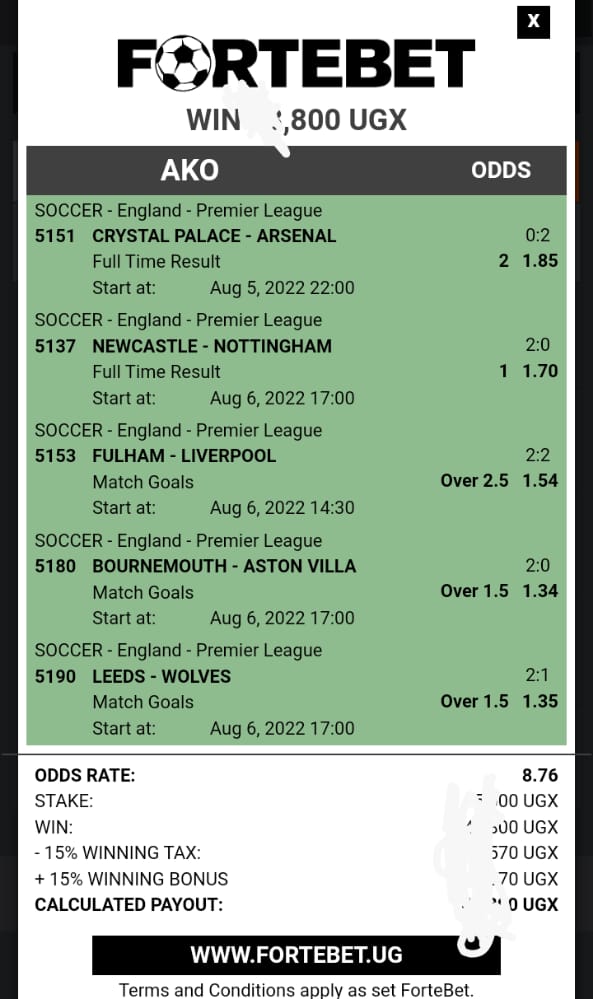 X
FORTEBET
WIN ,800 UGX
AKO ODDS
SOCCER - England - Premier League
5151 CRYSTAL PALACE - ARSENAL 0:2
Full Time Result 2 1.85
Start at: Aug 5, 2022 22:00
SOCCER - England - Premier League
5137 NEWCASTLE - NOTTINGHAM 2:0
Full Time Result 1 1.70
Start at: Aug 6, 2022 17:00
SOCCER - England - Premier League
5153 FULHAM - LIVERPOOL 2:2
Match Goals Over 2.5 1.54
Start at: Aug 6, 2022 14:30
SOCCER - England - Premier League
5180 BOURNEMOUTH - ASTON VILLA 2:0
Match Goals Over 1.5 1.34
Start at: Aug 6, 2022 17:00
SOCCER - England - Premier League
5190 LEEDS - WOLVES 2:1
Match Goals Over 1.5 1.35
Start at: Aug 6, 2022 17:00
ODDS RATE: 8.76
STAKE: UGX
WIN: UGX
- 15% WINNING TAX: 570 UGX
+ 15% WINNING BONUS 70 UGX
CALCULATED PAYOUT: 0 UGX
WWW.FORTEBET.UG
Terms and Conditions apply as set ForteBet.